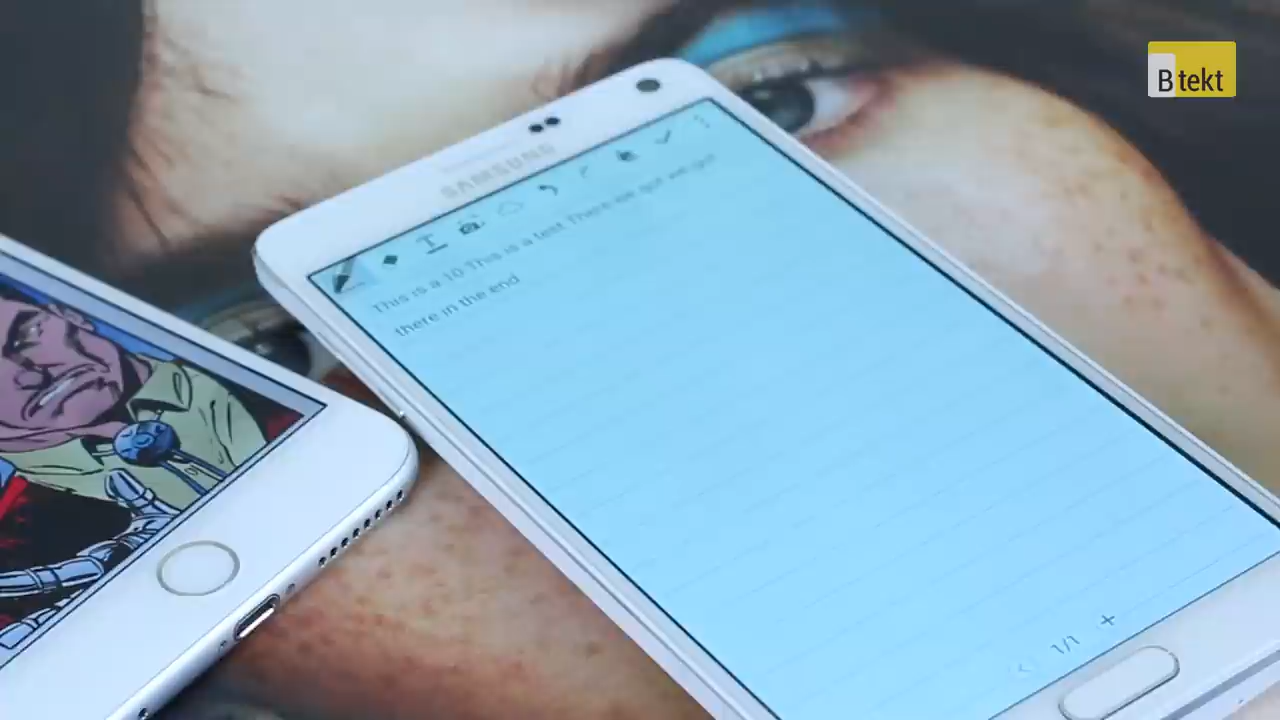 Btekt
SAMSUNG
This is a 10 This is a test There we got we got
there in the end
1/1